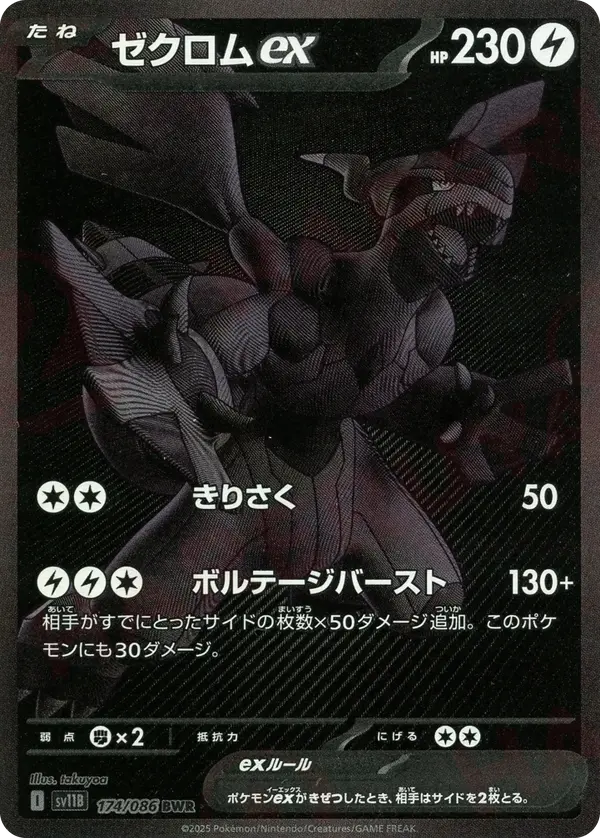 たね
ゼクロムex
HP 230
きりさく 50
ボルテージバースト 130+
相手がすでにとったサイドの枚数×50ダメージ追加。このポケ
モンにも30ダメージ。
弱点 ×2 抵抗力 にげる
exルール
ポケモンexがきぜつしたとき、相手はサイドを2枚とる。
Illus. takuyoa
I sv11B 174/086 BWR
©2025 Pokémon/Nintendo/Creatures/GAME FREAK.